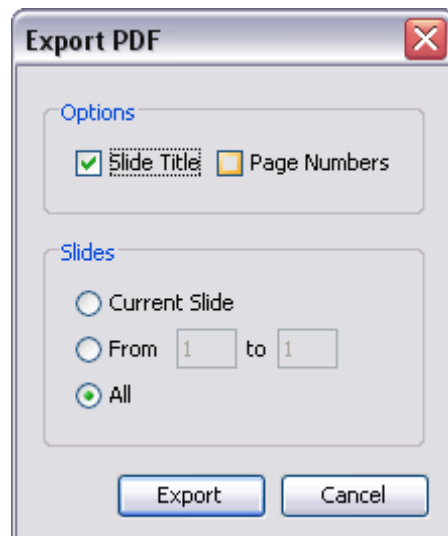 Export PDF
Options
Slide Title Page Numbers
Slides
Current Slide
From 1 to 1
All
Export Cancel